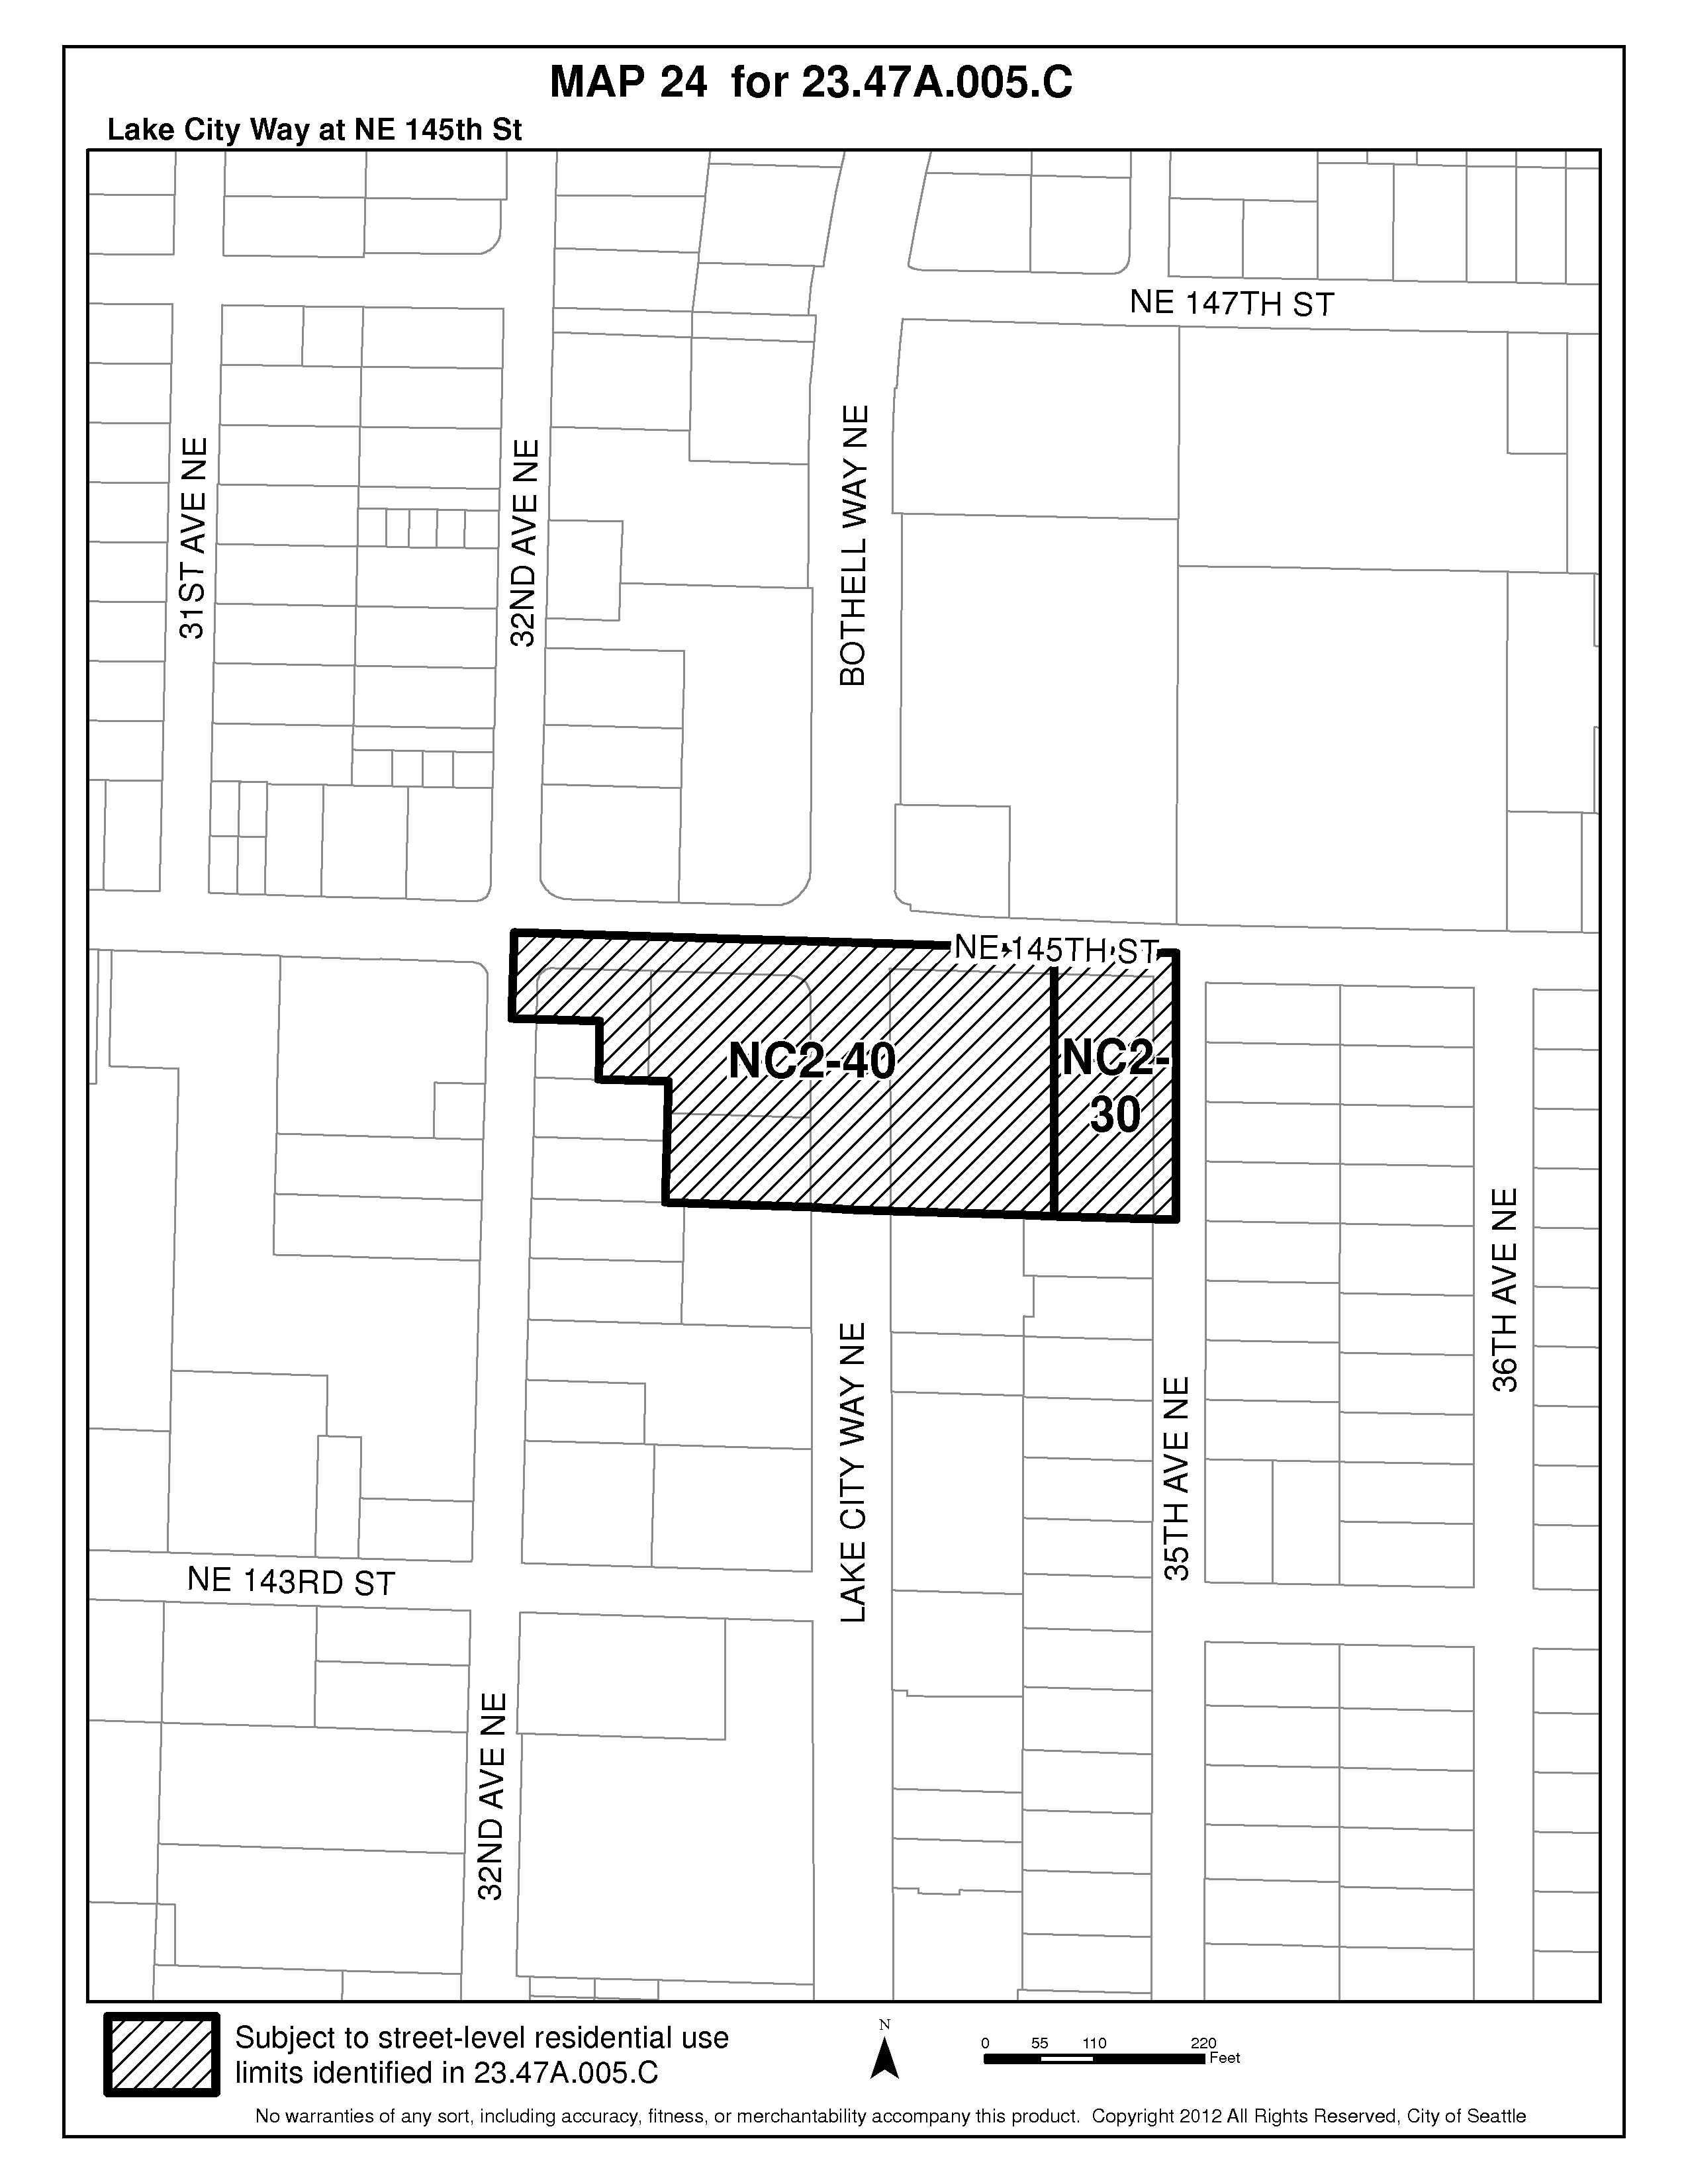 MAP 24 for 23.47A.005.C
Lake City Way at NE 145th St
NE 147TH ST
31ST AVE NE
32ND AVE NE
BOTHELL WAY NE
NE 145TH ST
NC2-40
NC2-
30
36TH AVE NE
LAKE CITY WAY NE
35TH AVE NE
NE 143RD ST
32ND AVE NE
Subject to street-level residential use
limits identified in 23.47A.005.C
N
0 55 110 220
Feet
No warranties of any sort, including accuracy, fitness, or merchantability accompany this product. Copyright 2012 All Rights Reserved, City of Seattle